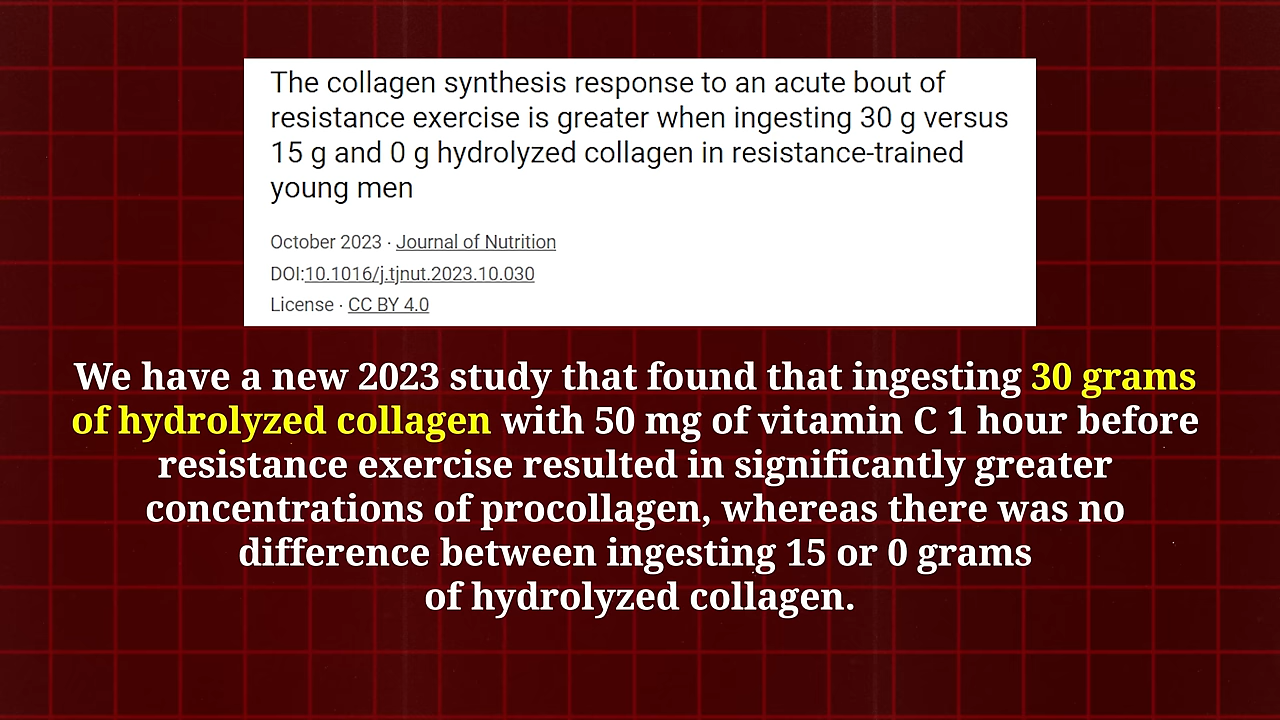 The collagen synthesis response to an acute bout of
resistance exercise is greater when ingesting 30 g versus
15 g and 0 g hydrolyzed collagen in resistance-trained
young men
October 2023 · Journal of Nutrition
DOI:10.1016/j.tjnut.2023.10.030
License · CC BY 4.0
We have a new 2023 study that found that ingesting 30 grams
of hydrolyzed collagen with 50 mg of vitamin C 1 hour before
resistance exercise resulted in significantly greater
concentrations of procollagen, whereas there was no
difference between ingesting 15 or 0 grams
of hydrolyzed collagen.